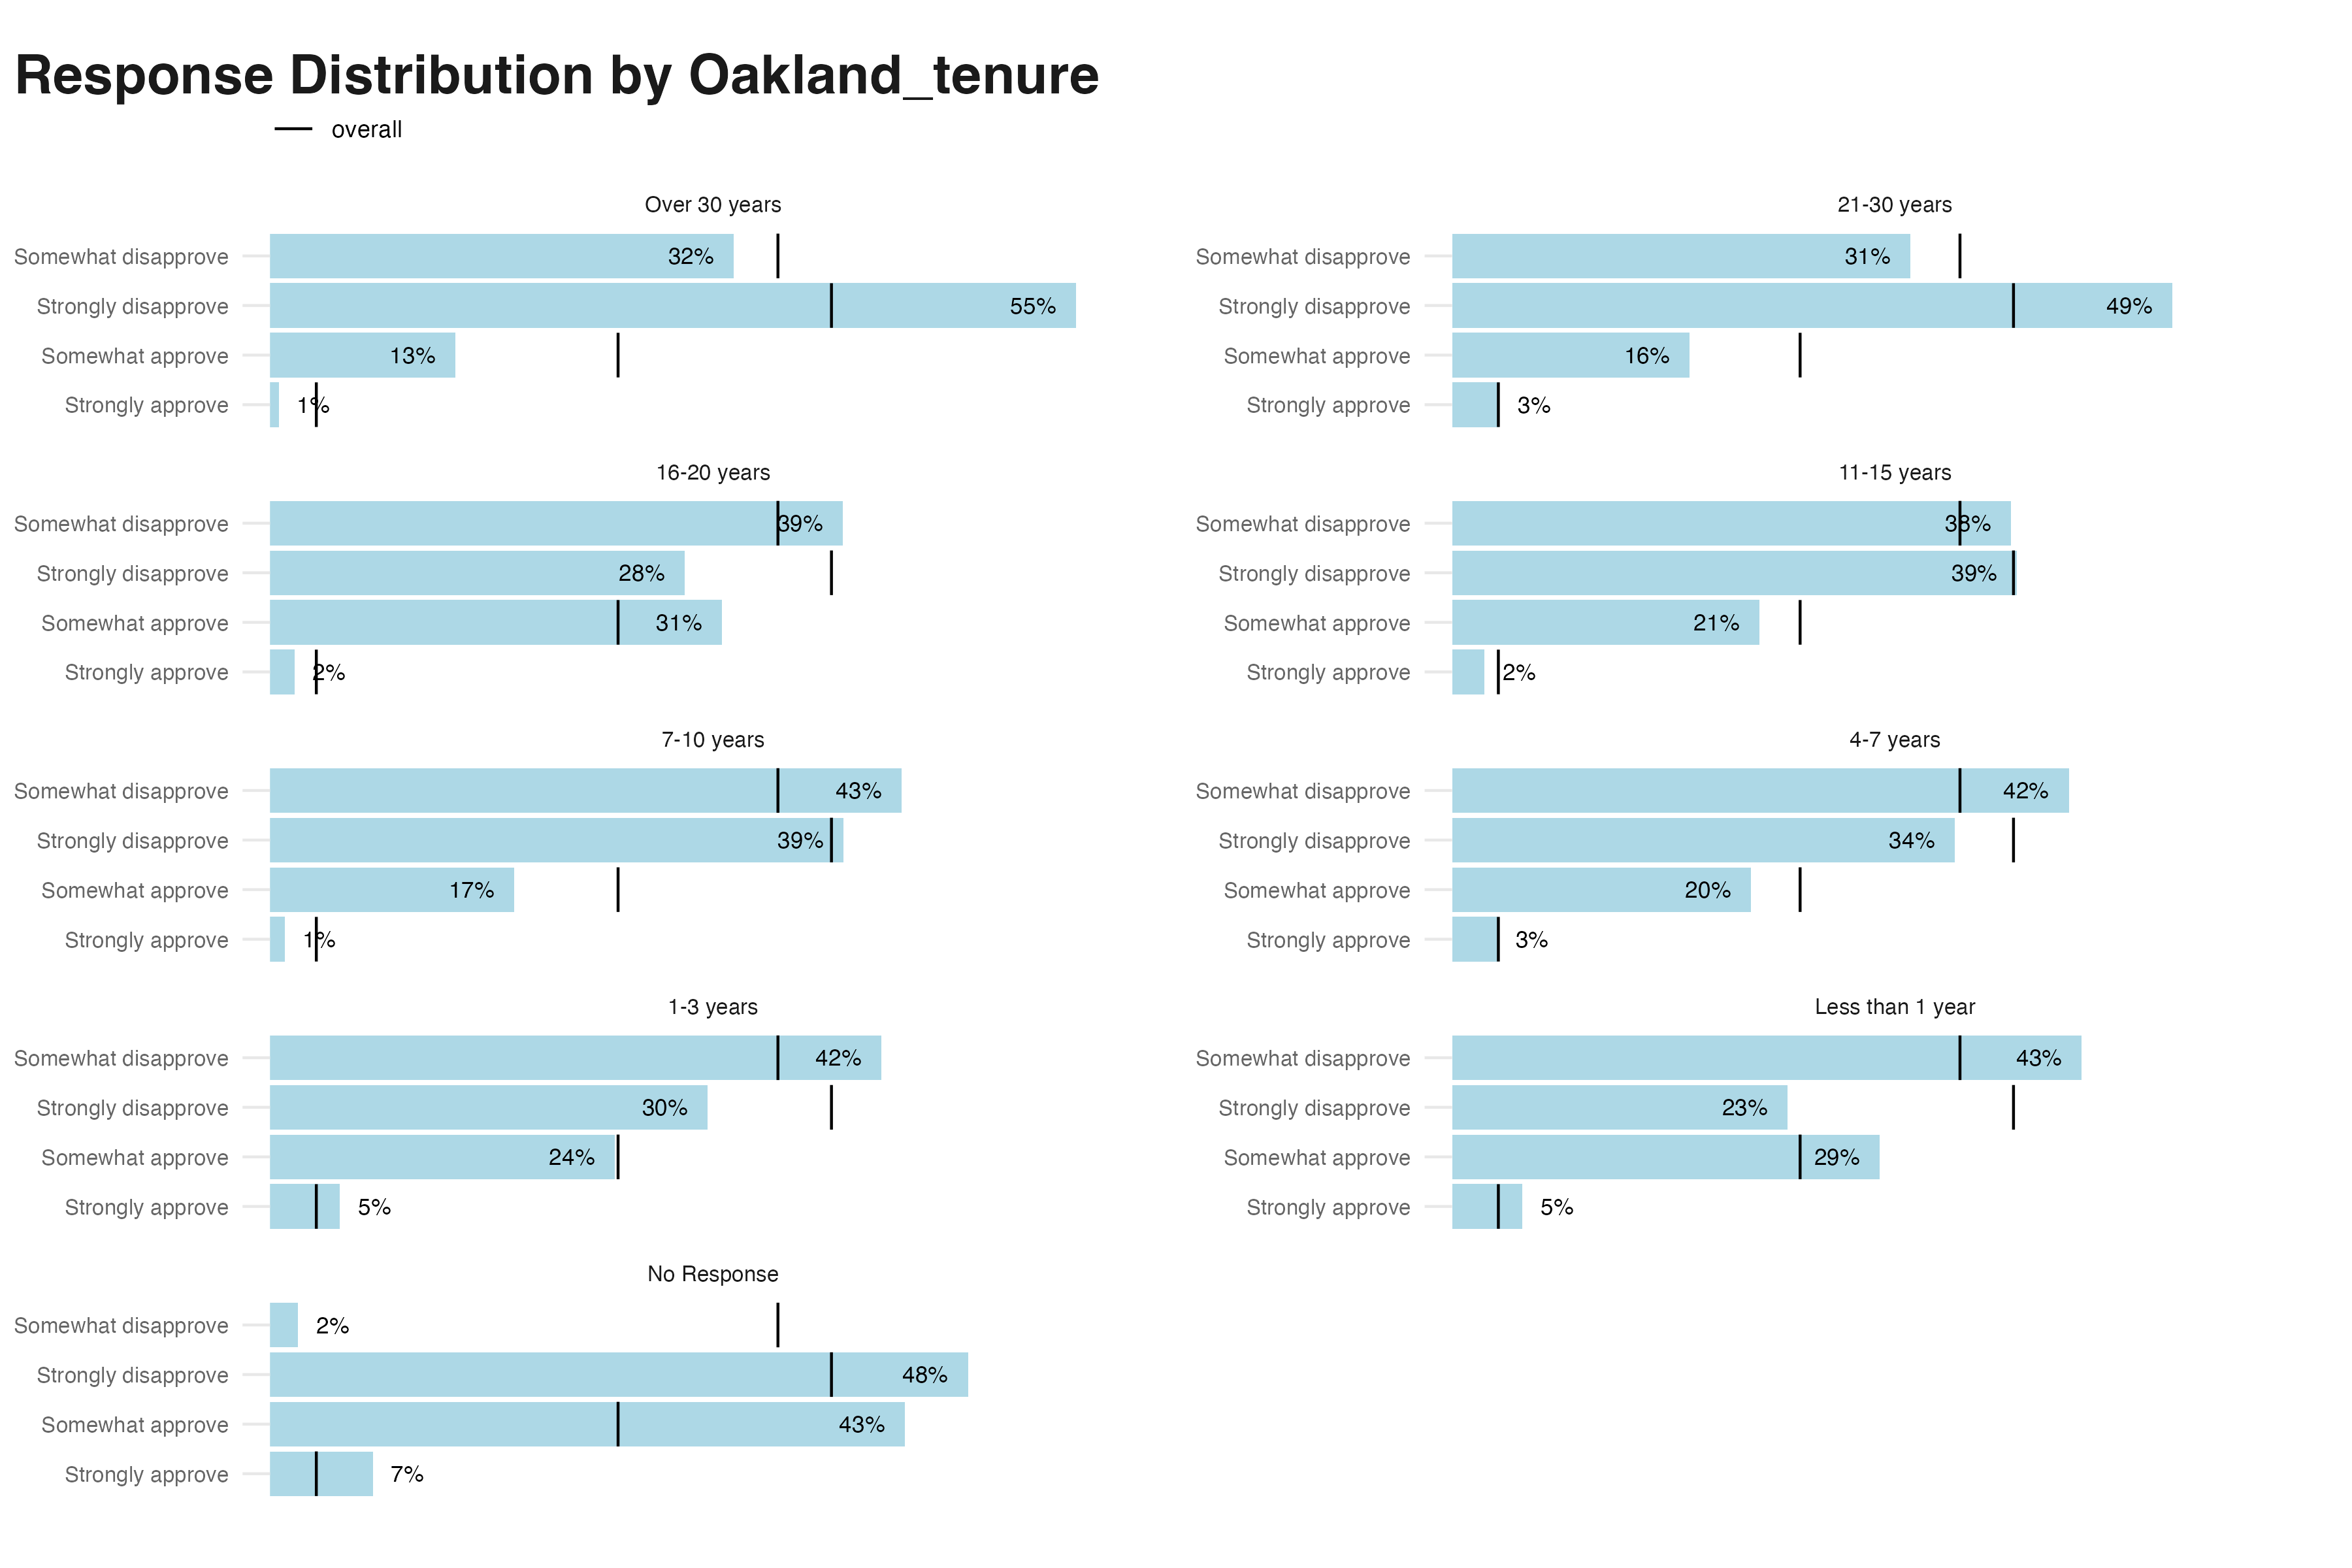 Response Distribution by Oakland_tenure
overall
Over 30 years
Somewhat disapprove 32%
Strongly disapprove 55%
Somewhat approve 13%
Strongly approve 1%
21-30 years
Somewhat disapprove 31%
Strongly disapprove 49%
Somewhat approve 16%
Strongly approve 3%
16-20 years
Somewhat disapprove 39%
Strongly disapprove 28%
Somewhat approve 31%
Strongly approve 2%
11-15 years
Somewhat disapprove 38%
Strongly disapprove 39%
Somewhat approve 21%
Strongly approve 2%
7-10 years
Somewhat disapprove 43%
Strongly disapprove 39%
Somewhat approve 17%
Strongly approve 1%
4-7 years
Somewhat disapprove 42%
Strongly disapprove 34%
Somewhat approve 20%
Strongly approve 3%
1-3 years
Somewhat disapprove 42%
Strongly disapprove 30%
Somewhat approve 24%
Strongly approve 5%
Less than 1 year
Somewhat disapprove 43%
Strongly disapprove 23%
Somewhat approve 29%
Strongly approve 5%
No Response
Somewhat disapprove 2%
Strongly disapprove 48%
Somewhat approve 43%
Strongly approve 7%